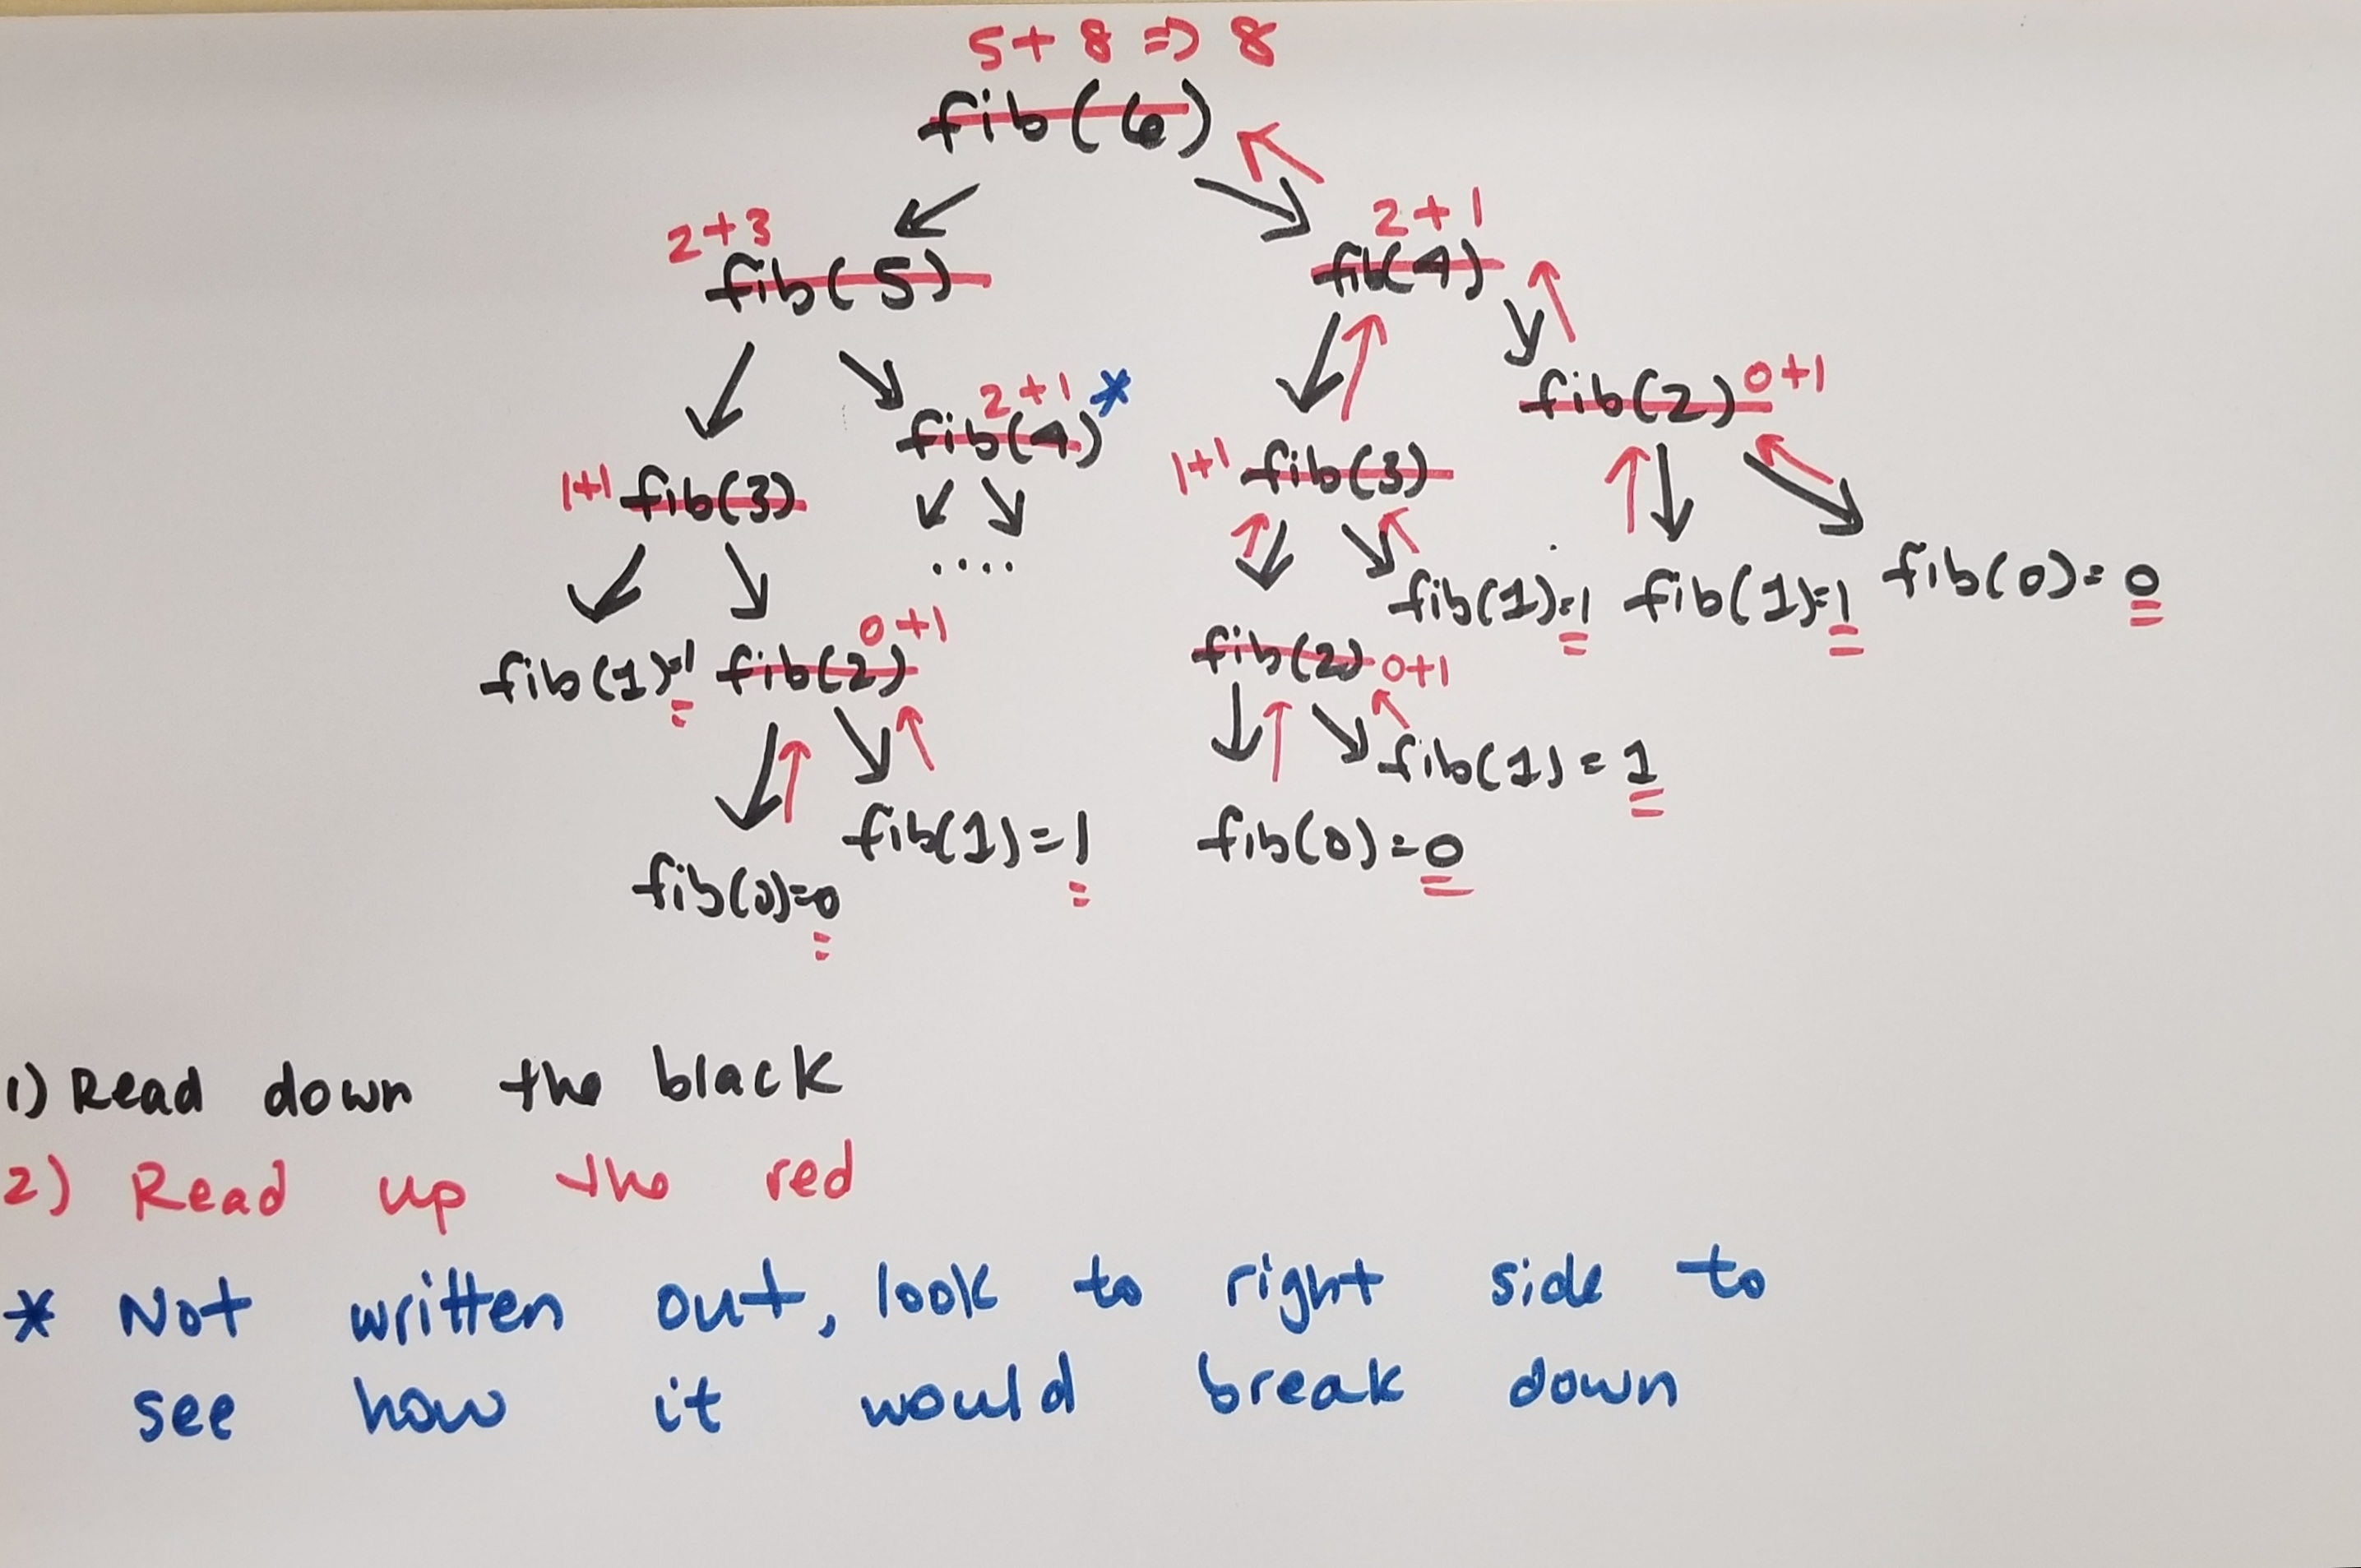 5 + 8 => 8
fib(6)
2+3
fib(5)
2+1
fib(4)
2+1 *
fib(4)
fib(2) 0+1
1+1 fib(3)
1+1 fib(3)
....
fib(1)=1
fib(1)=1
fib(0)=0
fib(1)=1
fib(2) 0+1
fib(2) 0+1
fib(0)=0
fib(1)=1
fib(0)=0
fib(1)=1
1) Read down the black
2) Read up the red
* Not written out, look to right side to
see how it would break down